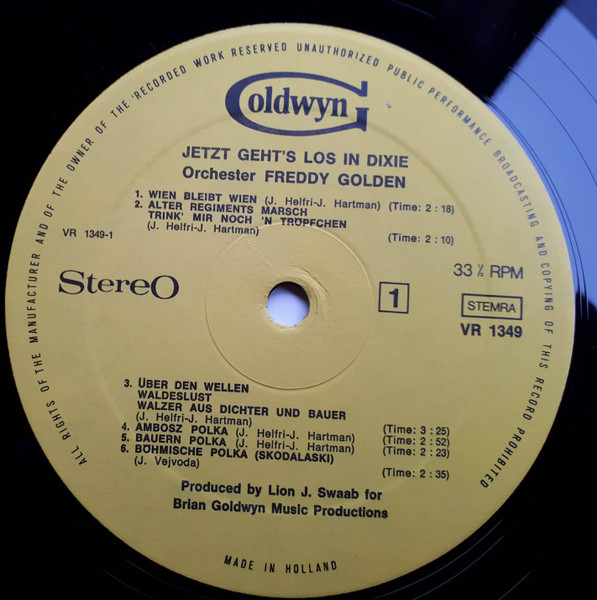 ALL RIGHTS OF THE MANUFACTURER AND OF THE OWNER OF THE 'RECORDED WORK RESERVED UNAUTHORIZED PUBLIC PERFORMANCE BROADCASTING AND COPYING OF THIS RECORD PROHIBITED
Goldwyn
JETZT GEHT'S LOS IN DIXIE
Orchester FREDDY GOLDEN
1. WIEN BLEIBT WIEN (J. Helfri-J. Hartman) (Time: 2 : 18)
2. ALTER REGIMENTS MARSCH
TRINK' MIR NOCH 'N TRÖPFCHEN
(J. Helfri-J. Hartman) (Time: 2 : 10)
VR 1349-1
33 ⅓ RPM
Stereo
1
STEMRA
VR 1349
3. ÜBER DEN WELLEN
WALDESLUST
WALZER AUS DICHTER UND BAUER
(J. Helfri-J. Hartman) (Time: 3 : 25)
4. AMBOSZ POLKA (J. Helfri-J. Hartman) (Time: 2 : 52)
5. BAUERN POLKA (J. Helfri-J. Hartman) (Time: 2 : 23)
6. BÖHMISCHE POLKA (SKODALASKI)
(J. Vejvoda) (Time: 2 : 35)
Produced by Lion J. Swaab for
Brian Goldwyn Music Productions
MADE IN HOLLAND